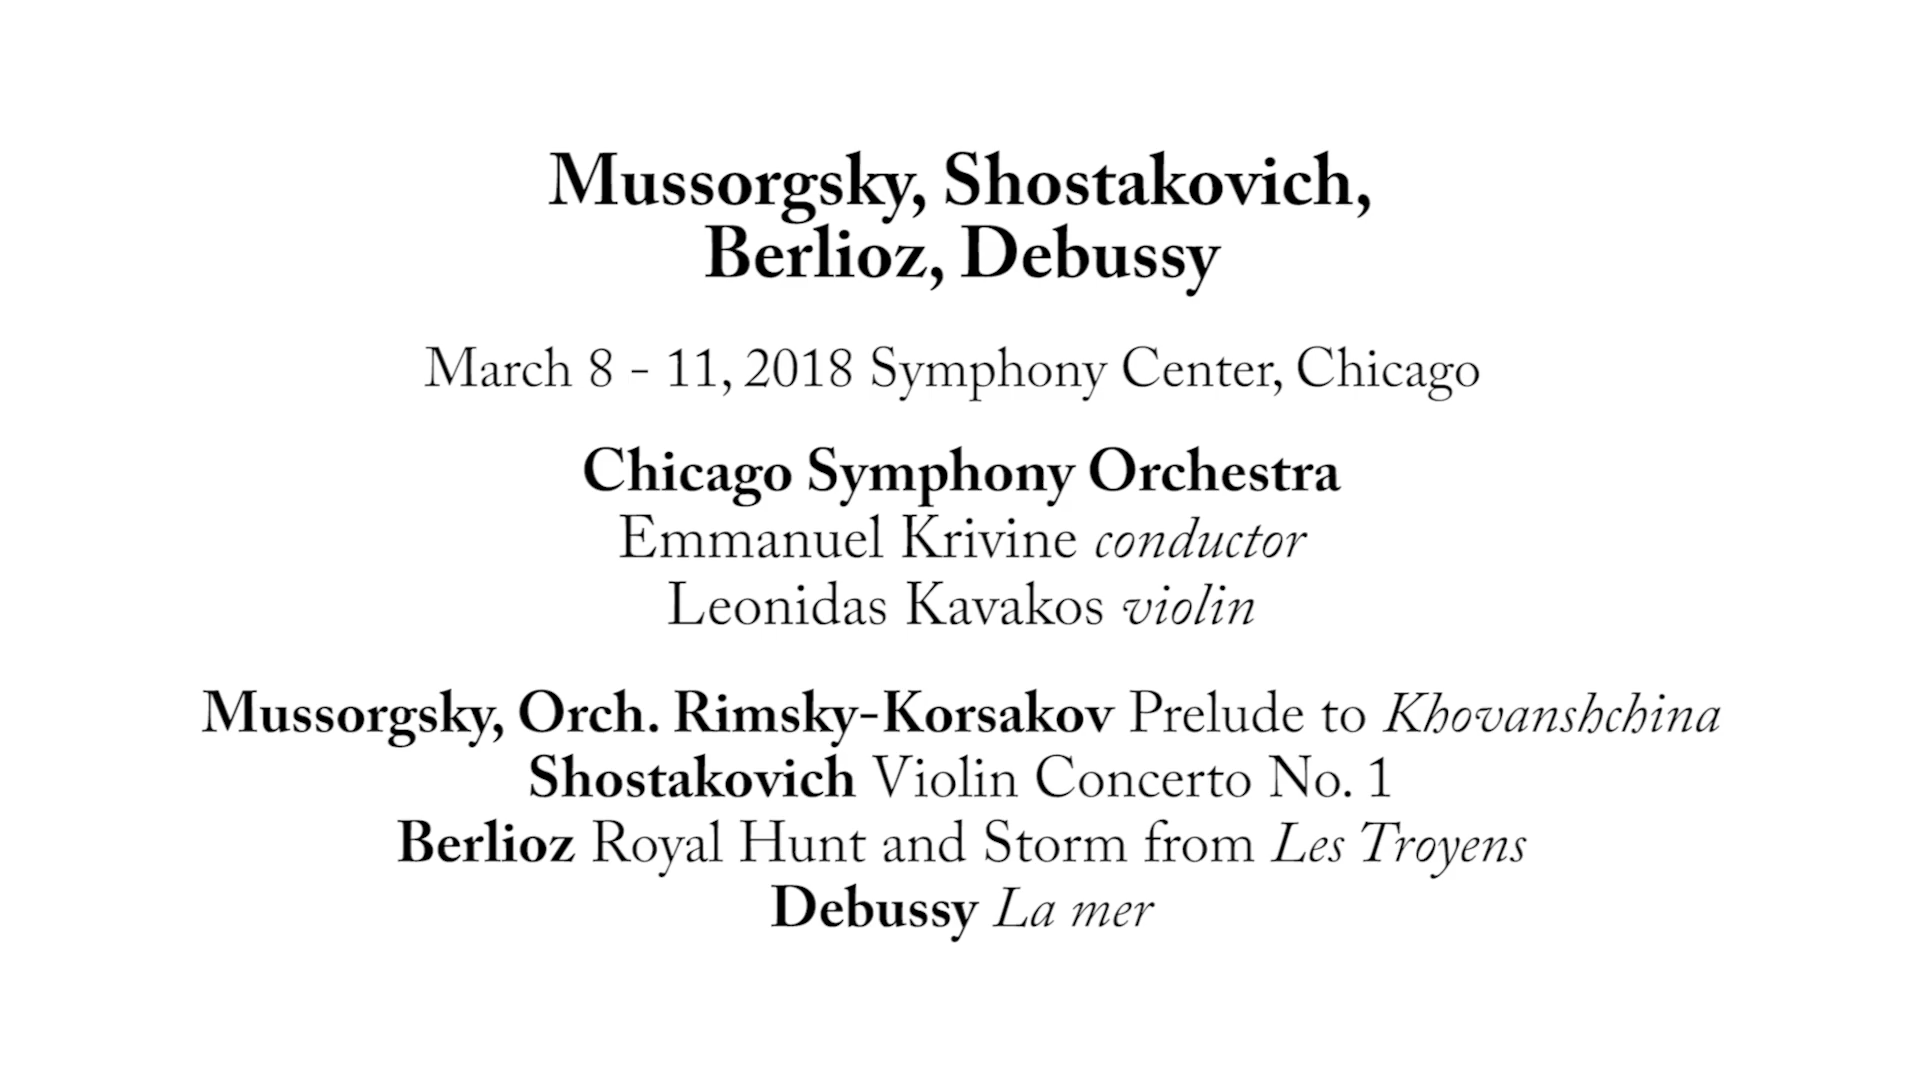 Mussorgsky, Shostakovich,
Berlioz, Debussy
March 8 - 11, 2018 Symphony Center, Chicago
Chicago Symphony Orchestra
Emmanuel Krivine conductor
Leonidas Kavakos violin
Mussorgsky, Orch. Rimsky-Korsakov Prelude to Khovanshchina
Shostakovich Violin Concerto No. 1
Berlioz Royal Hunt and Storm from Les Troyens
Debussy La mer